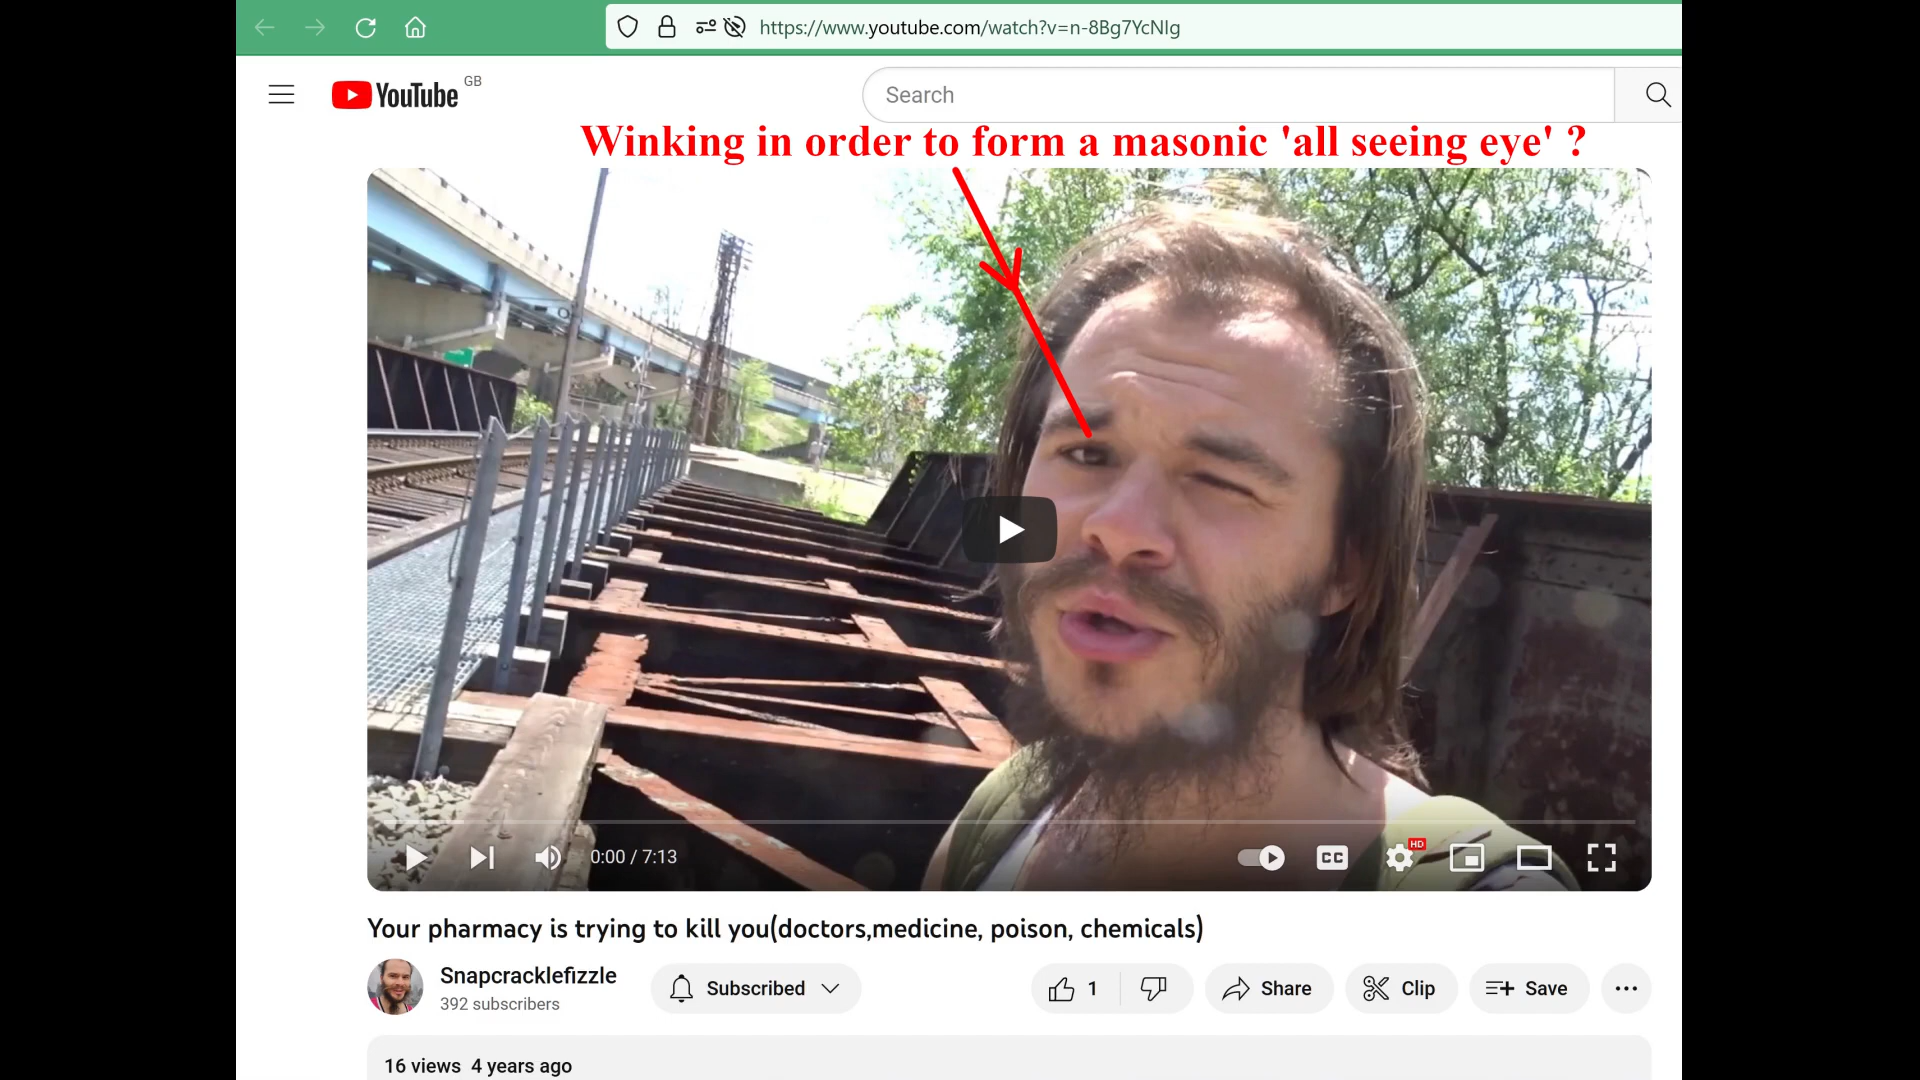 https://www.youtube.com/watch?v=n-8Bg7YcNIg
YouTube GB
Search
Winking in order to form a masonic 'all seeing eye' ?
0:00 / 7:13
CC
HD
Your pharmacy is trying to kill you(doctors,medicine, poison, chemicals)
Snapcracklefizzle
392 subscribers
Subscribed
1
Share
Clip
Save
16 views 4 years ago